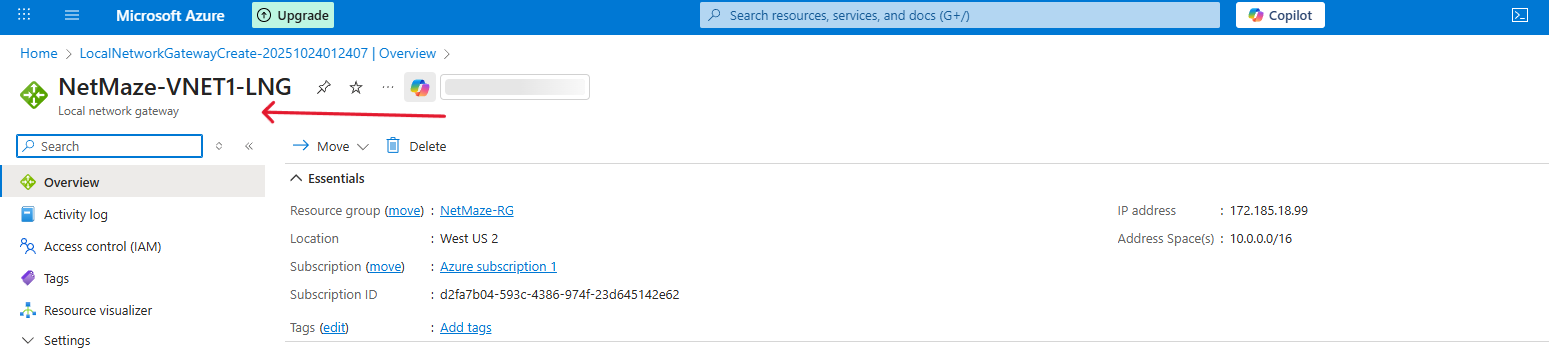 Microsoft Azure Upgrade Search resources, services, and docs (G+/) Copilot
Home > LocalNetworkGatewayCreate-20251024012407 | Overview >
NetMaze-VNET1-LNG ...
Local network gateway
Search
Move Delete
Overview
Essentials
Activity log
Access control (IAM)
Tags
Resource visualizer
Settings
Resource group (move) : NetMaze-RG
Location : West US 2
Subscription (move) : Azure subscription 1
Subscription ID : d2fa7b04-593c-4386-974f-23d645142e62
Tags (edit) : Add tags
IP address : 172.185.18.99
Address Space(s) : 10.0.0.0/16